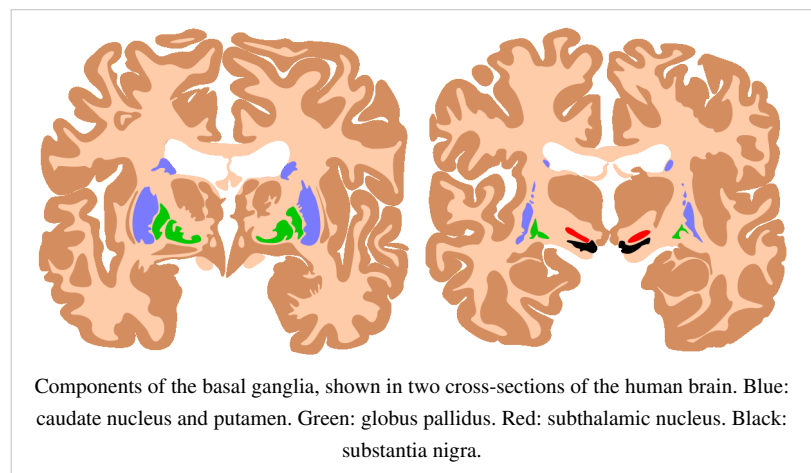 Components of the basal ganglia, shown in two cross-sections of the human brain. Blue:
caudate nucleus and putamen. Green: globus pallidus. Red: subthalamic nucleus. Black:
substantia nigra.